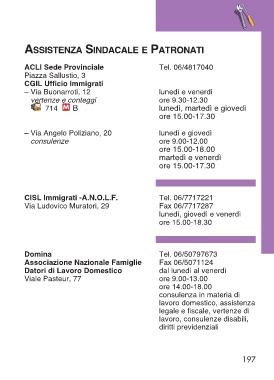 ASSISTENZA SINDACALE E PATRONATI
ACLI Sede Provinciale Tel. 06/4817040
Piazza Sallustio, 3
CGIL Ufficio Immigrati
– Via Buonarroti, 12 lunedì e venerdì
vertenze e conteggi ore 9.30-12.30
714 M B lunedì, martedì e giovedì
ore 15.00-17.30
– Via Angelo Poliziano, 20 lunedì e giovedì
consulenze ore 9.00-12.00
ore 15.00-18.00
martedì e venerdì
ore 15.00-17.30
CISL Immigrati -A.N.O.L.F. Tel. 06/7717221
Via Ludovico Muratori, 29 Fax 06/7717287
lunedì, giovedì e venerdì
ore 15.00-18.30
Domina Tel. 06/50797673
Associazione Nazionale Famiglie Fax 06/5071124
Datori di Lavoro Domestico dal lunedì al venerdì
Viale Pasteur, 77 ore 9.00-13.00
ore 14.00-18.00
consulenza in materia di
lavoro domestico, assistenza
legale e fiscale, vertenze di
lavoro, consulenze disabili,
diritti previdenziali
197